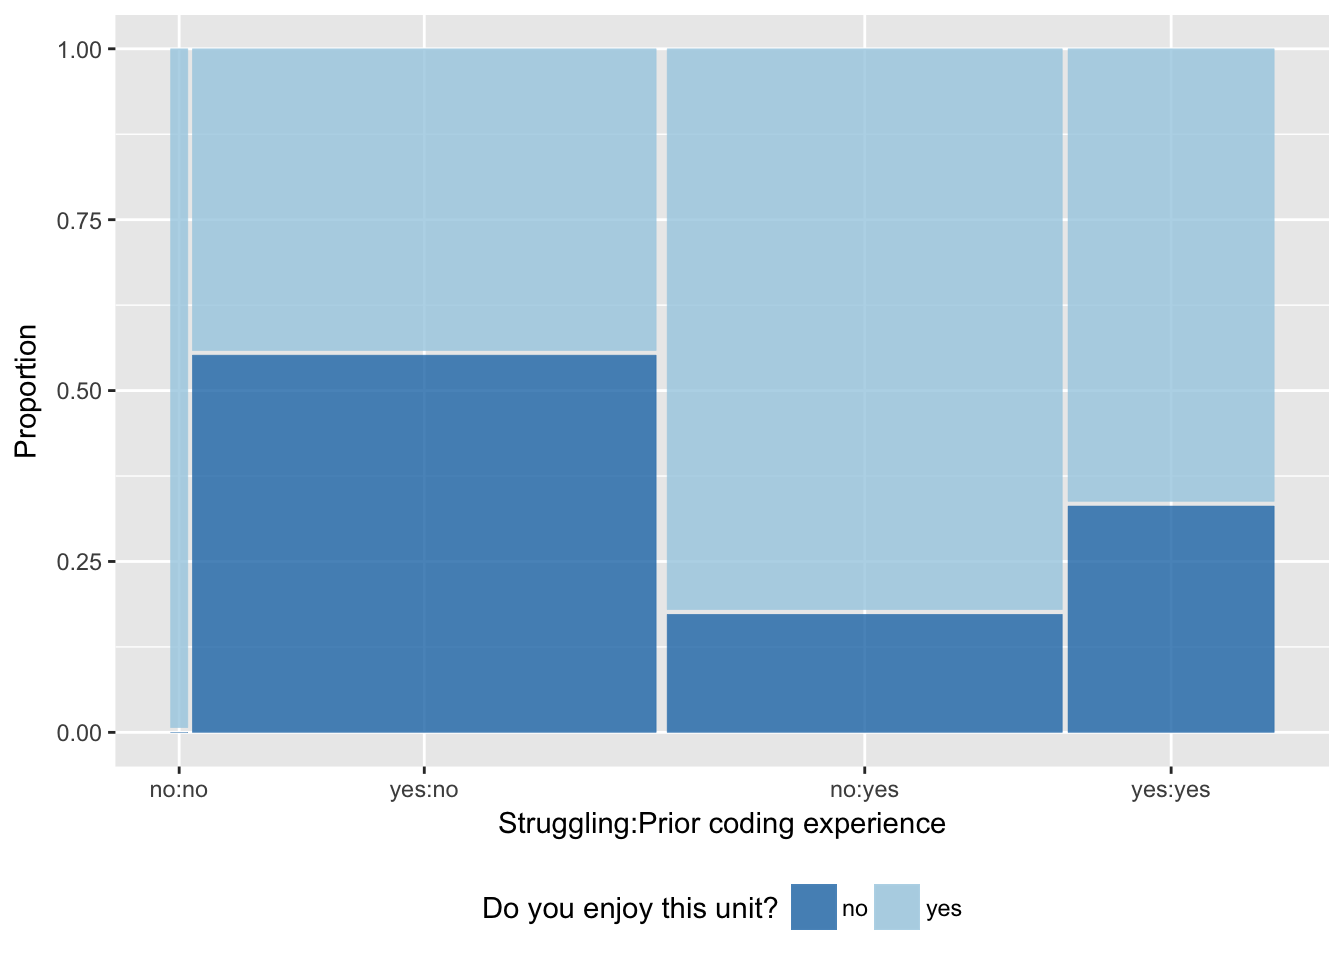 1.00
0.75
0.50
0.25
0.00
Proportion
no:no yes:no no:yes yes:yes
Struggling:Prior coding experience
Do you enjoy this unit? no yes